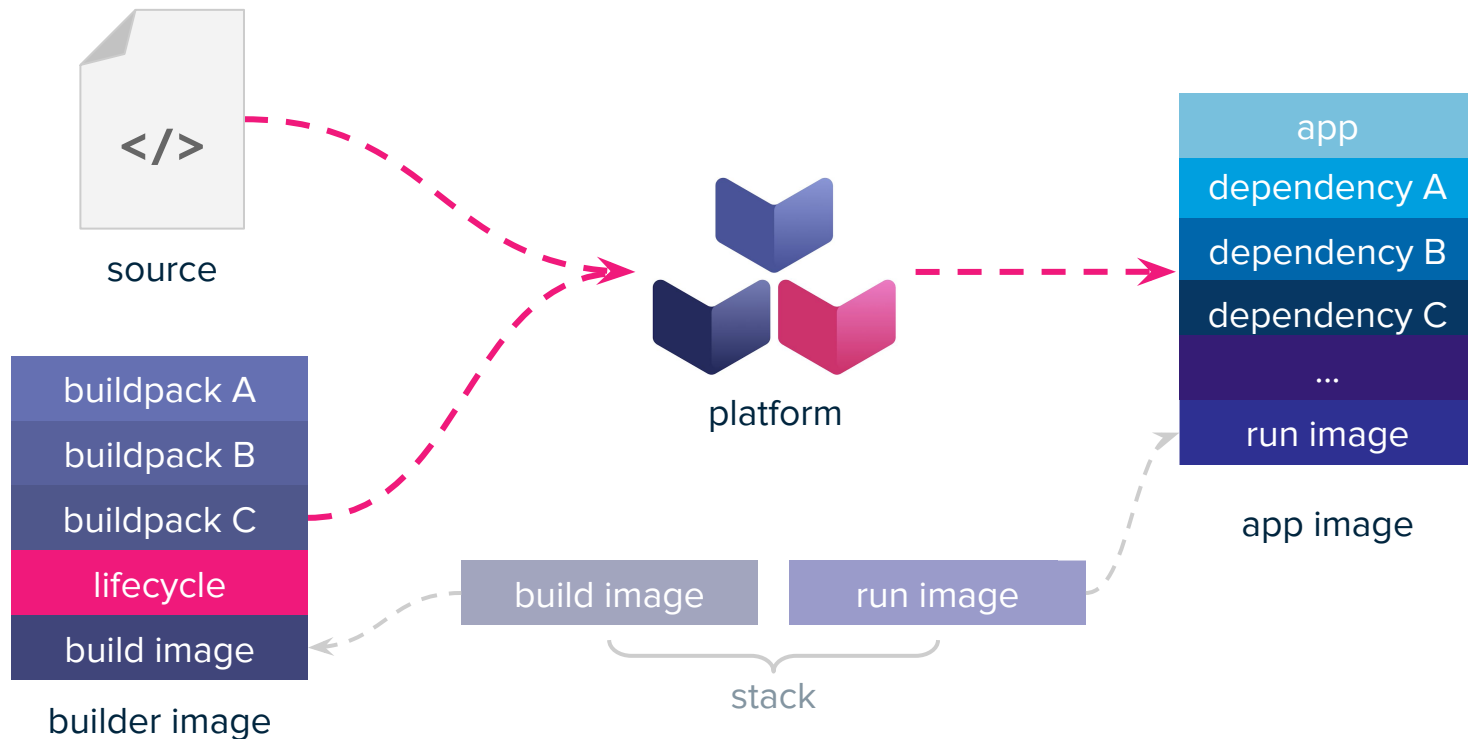 </>
source
buildpack A
buildpack B
buildpack C
lifecycle
build image
builder image
platform
build image
run image
stack
app
dependency A
dependency B
dependency C
...
run image
app image